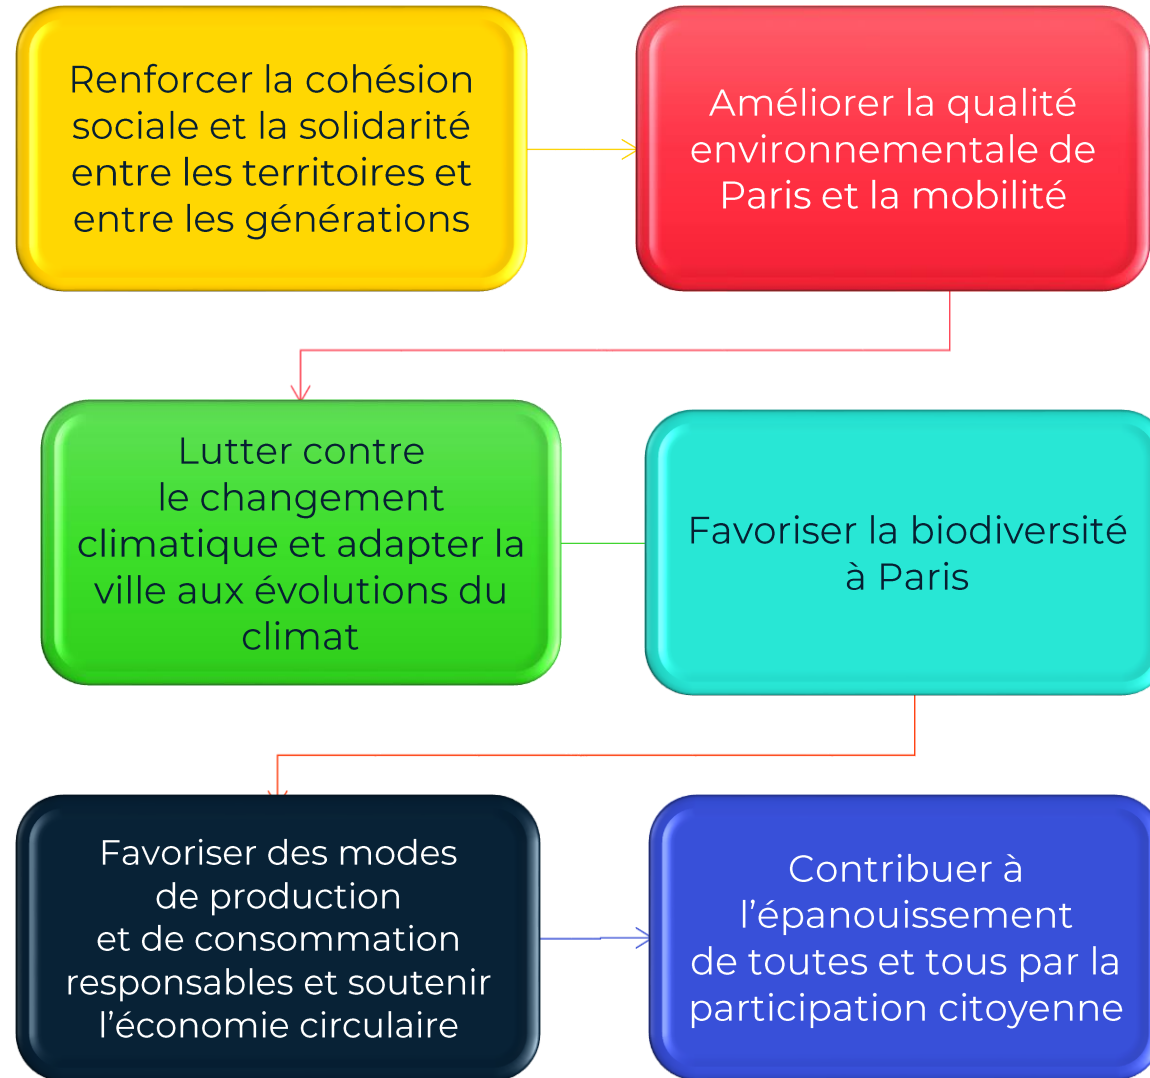 Renforcer la cohésion
sociale et la solidarité
entre les territoires et
entre les générations
Améliorer la qualité
environnementale de
Paris et la mobilité
Lutter contre
le changement
climatique et adapter la
ville aux évolutions du
climat
Favoriser la biodiversité
à Paris
Favoriser des modes
de production
et de consommation
responsables et soutenir
l’économie circulaire
Contribuer à
l’épanouissement
de toutes et tous par la
participation citoyenne